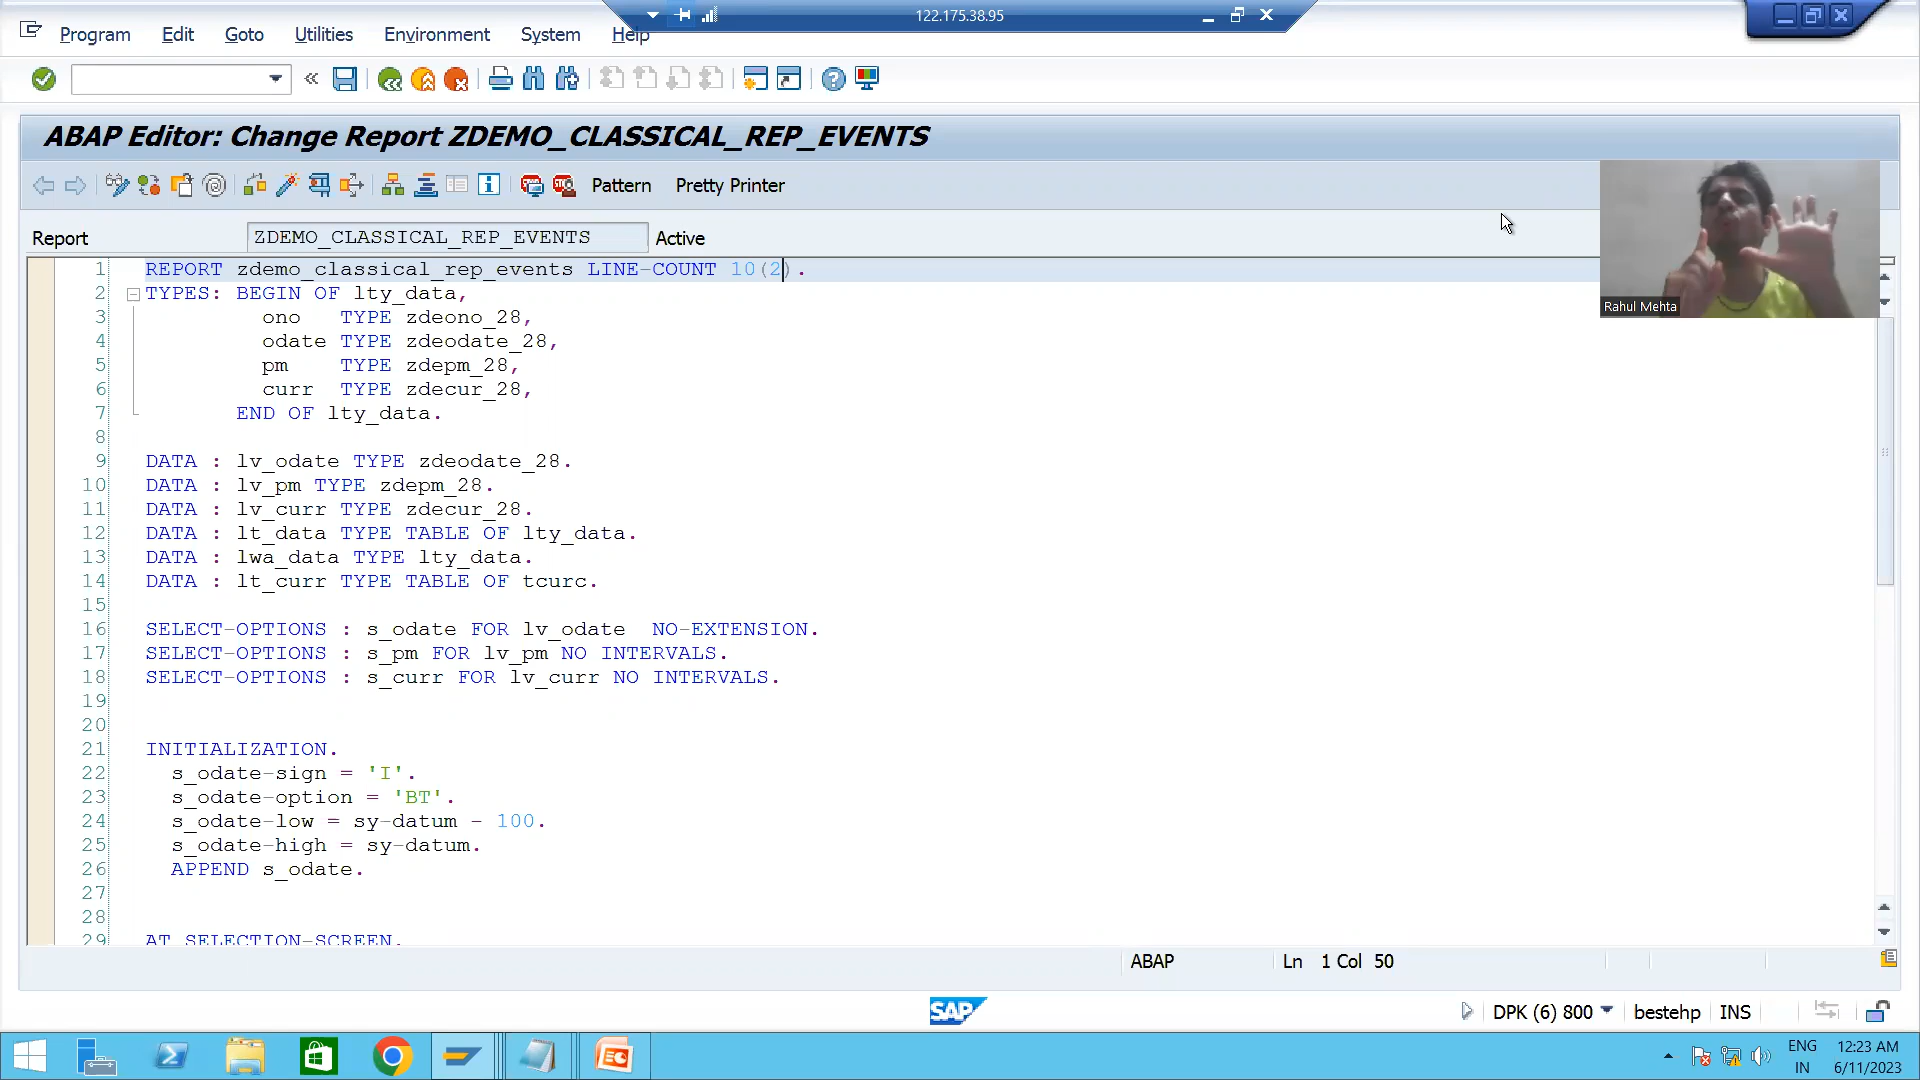 122.175.38.95
Program Edit Goto Utilities Environment System Help
ABAP Editor: Change Report ZDEMO_CLASSICAL_REP_EVENTS
Pattern Pretty Printer
Report ZDEMO_CLASSICAL_REP_EVENTS Active
Rahul Mehta
1 REPORT zdemo_classical_rep_events LINE-COUNT 10(2).
2 TYPES: BEGIN OF lty_data,
3 ono TYPE zdeono_28,
4 odate TYPE zdeodate_28,
5 pm TYPE zdepm_28,
6 curr TYPE zdecur_28,
7 END OF lty_data.
8
9 DATA : lv_odate TYPE zdeodate_28.
10 DATA : lv_pm TYPE zdepm_28.
11 DATA : lv_curr TYPE zdecur_28.
12 DATA : lt_data TYPE TABLE OF lty_data.
13 DATA : lwa_data TYPE lty_data.
14 DATA : lt_curr TYPE TABLE OF tcurc.
15
16 SELECT-OPTIONS : s_odate FOR lv_odate NO-EXTENSION.
17 SELECT-OPTIONS : s_pm FOR lv_pm NO INTERVALS.
18 SELECT-OPTIONS : s_curr FOR lv_curr NO INTERVALS.
19
20
21 INITIALIZATION.
22 s_odate-sign = 'I'.
23 s_odate-option = 'BT'.
24 s_odate-low = sy-datum - 100.
25 s_odate-high = sy-datum.
26 APPEND s_odate.
27
28
29 AT SELECTION-SCREEN.
ABAP Ln 1 Col 50
SAP DPK (6) 800 bestehp INS
ENG 12:23 AM
IN 6/11/2023